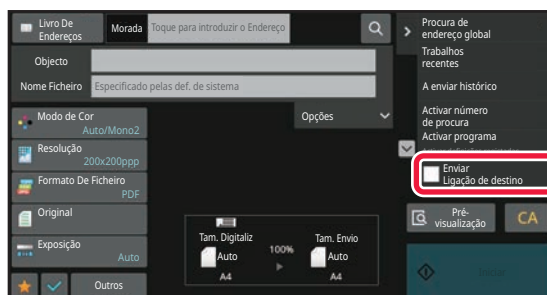 Livro De
Endereços
Morada
Toque para introduzir o Endereço
Objecto
Nome Ficheiro
Especificado pelas def. de sistema
Modo de Cor
Auto/Mono2
Resolução
200x200ppp
Formato De Ficheiro
PDF
Original
Exposição
Auto
Outros
Opções
Tam. Digitaliz
Auto
A4
100%
Tam. Envio
Auto
A4
Procura de
endereço global
Trabalhos
recentes
A enviar histórico
Activar número
de procura
Activar programa
Enviar
Ligação de destino
Pré-
visualização
CA
Iniciar